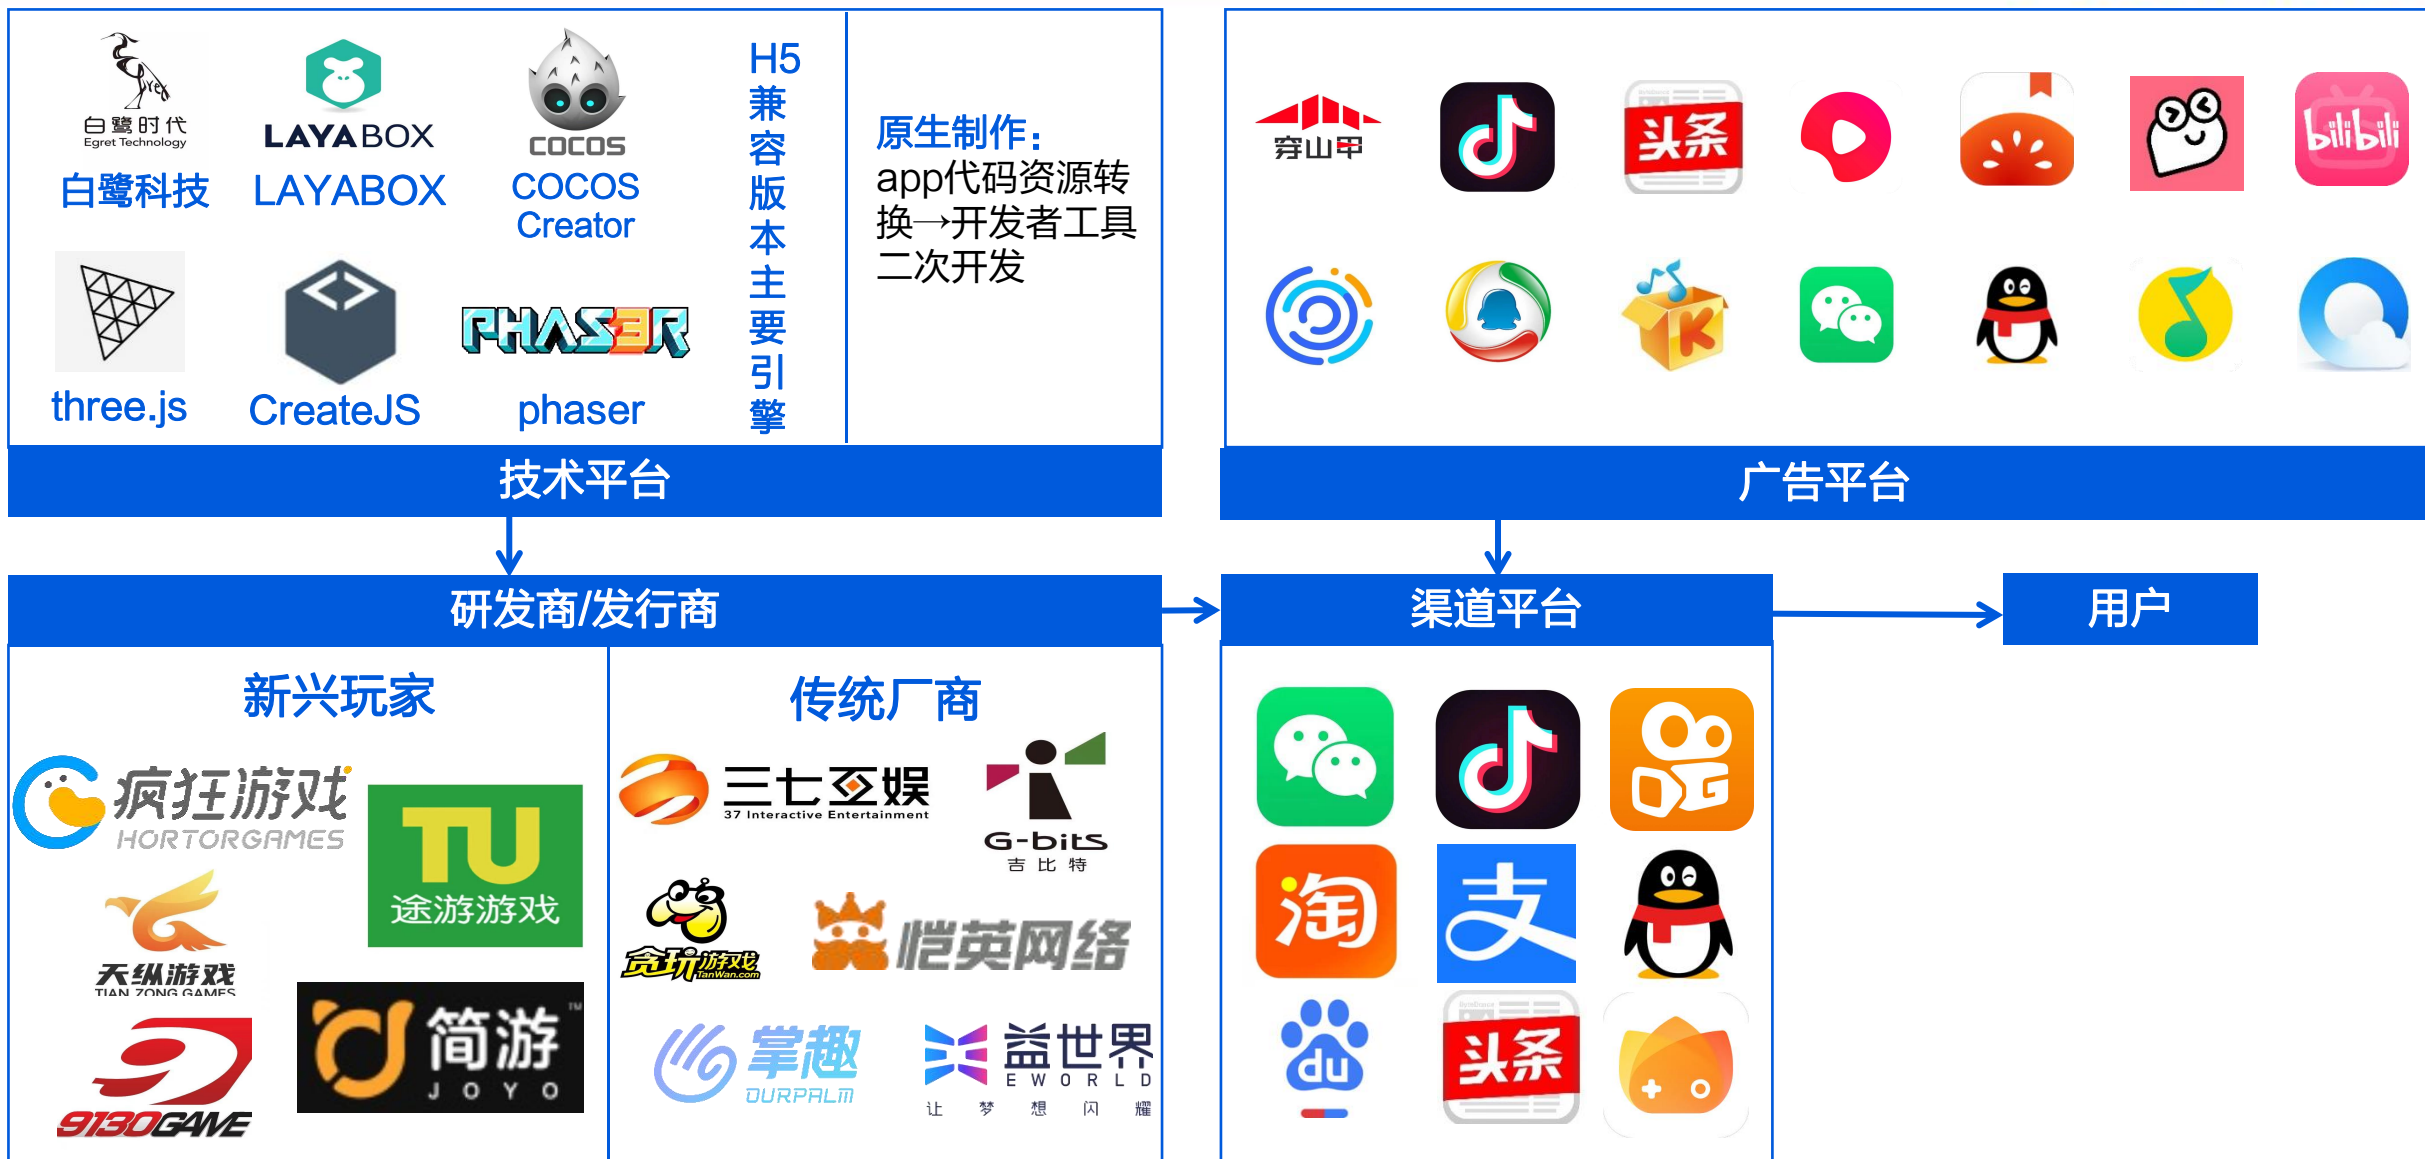 白鹭时代
Egret Technology
白鹭科技
LAYABOX
LAYABOX
COCOS
COCOS
Creator
three.js
CreateJS
PHASER
phaser
H5
兼
容
版
本
主
要
引
擎
原生制作：
app代码资源转
换→开发者工具
二次开发
技术平台
穿山甲
头条
bilibili
K
广告平台
研发商/发行商
渠道平台
用户
新兴玩家
疯狂游戏
HORTORGAMES
TU
途游游戏
天纵游戏
TIAN ZONG GAMES
简游™
JOYO
9130GAME
传统厂商
三七互娱
37 Interactive Entertainment
G-bits
吉比特
贪玩游戏
TanWan.com
恺英网络
掌趣
OURPALM
益世界
EWORLD
让梦想闪耀
淘
支
du
头条